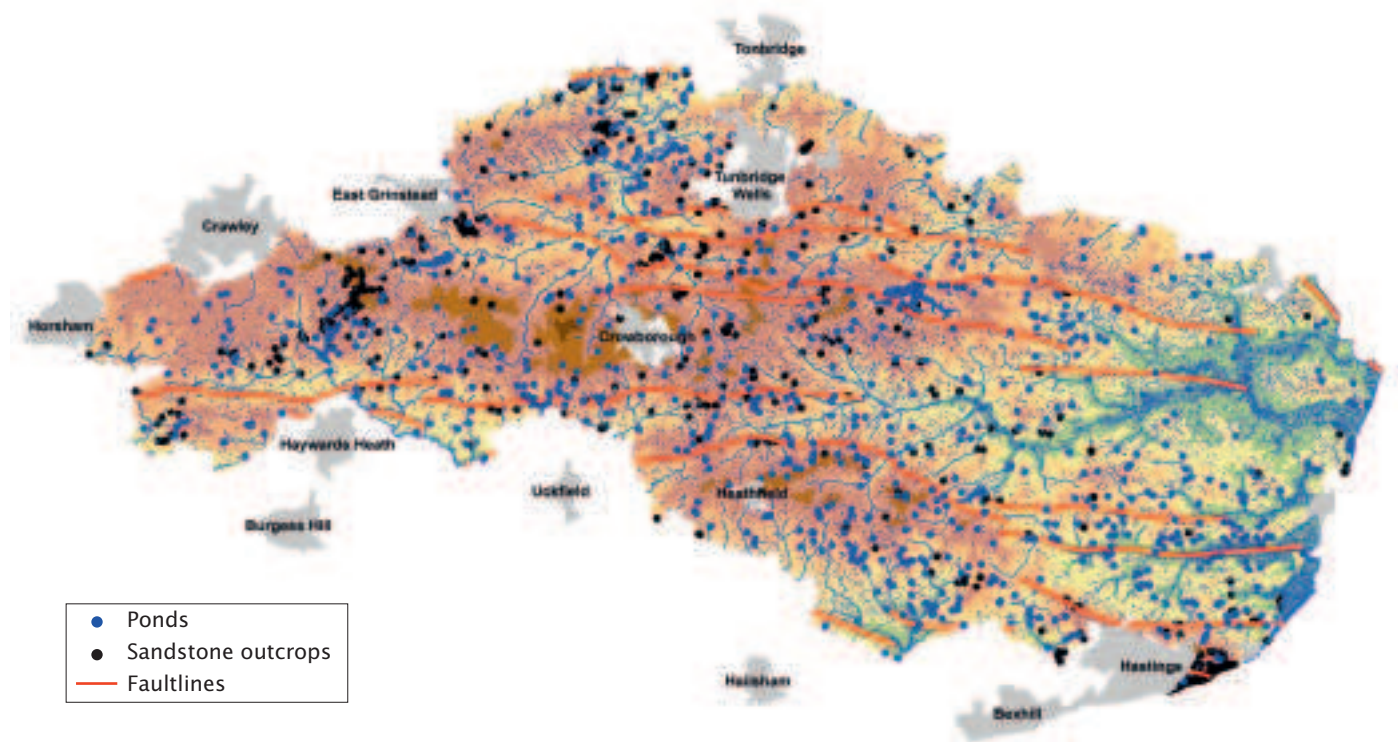 Tonbridge
Tunbridge
Wells
East Grinstead
Crawley
Horsham
Crowborough
Haywards Heath
Uckfield
Heathfield
Burgess Hill
Ponds
Sandstone outcrops
Faultlines
Hastings
Hailsham
Bexhill